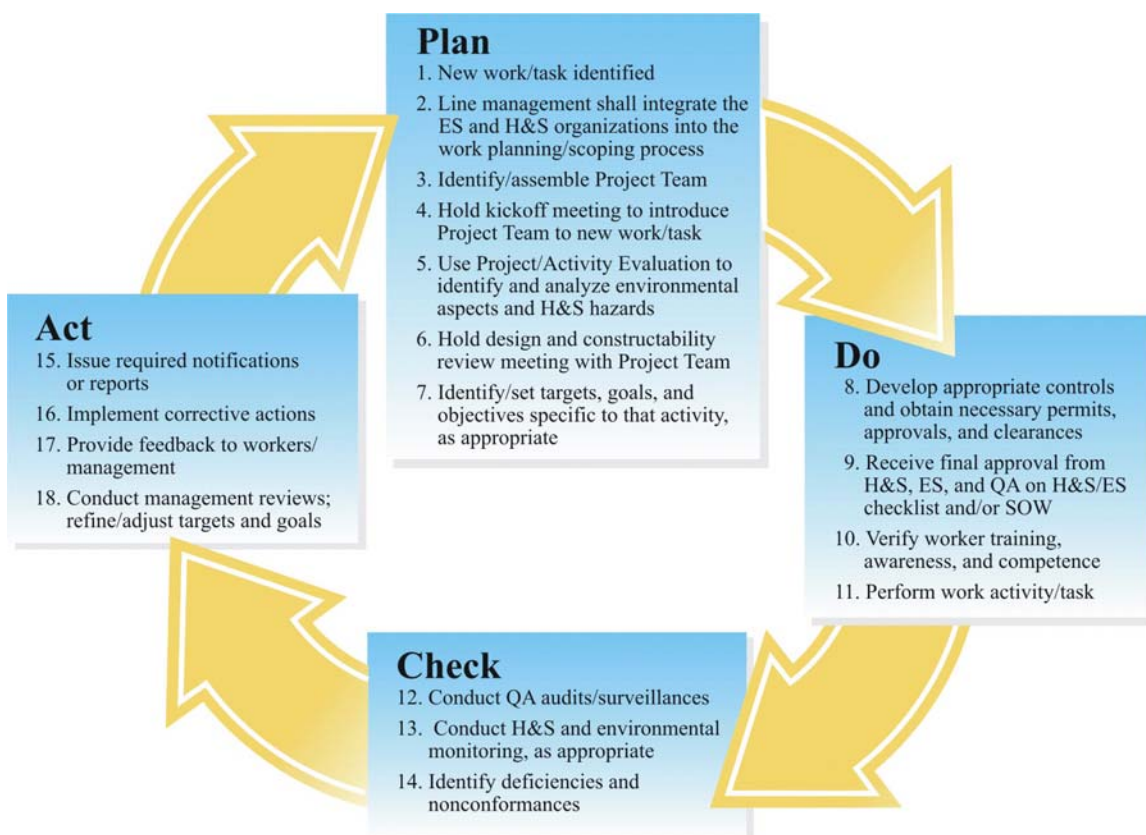 Plan
1. New work/task identified
2. Line management shall integrate the
ES and H&S organizations into the
work planning/scoping process
3. Identify/assemble Project Team
4. Hold kickoff meeting to introduce
Project Team to new work/task
5. Use Project/Activity Evaluation to
identify and analyze environmental
aspects and H&S hazards
6. Hold design and constructability
review meeting with Project Team
7. Identify/set targets, goals, and
objectives specific to that activity,
as appropriate
Do
8. Develop appropriate controls
and obtain necessary permits,
approvals, and clearances
9. Receive final approval from
H&S, ES, and QA on H&S/ES
checklist and/or SOW
10. Verify worker training,
awareness, and competence
11. Perform work activity/task
Check
12. Conduct QA audits/surveillances
13. Conduct H&S and environmental
monitoring, as appropriate
14. Identify deficiencies and
nonconformances
Act
15. Issue required notifications
or reports
16. Implement corrective actions
17. Provide feedback to workers/
management
18. Conduct management reviews;
refine/adjust targets and goals